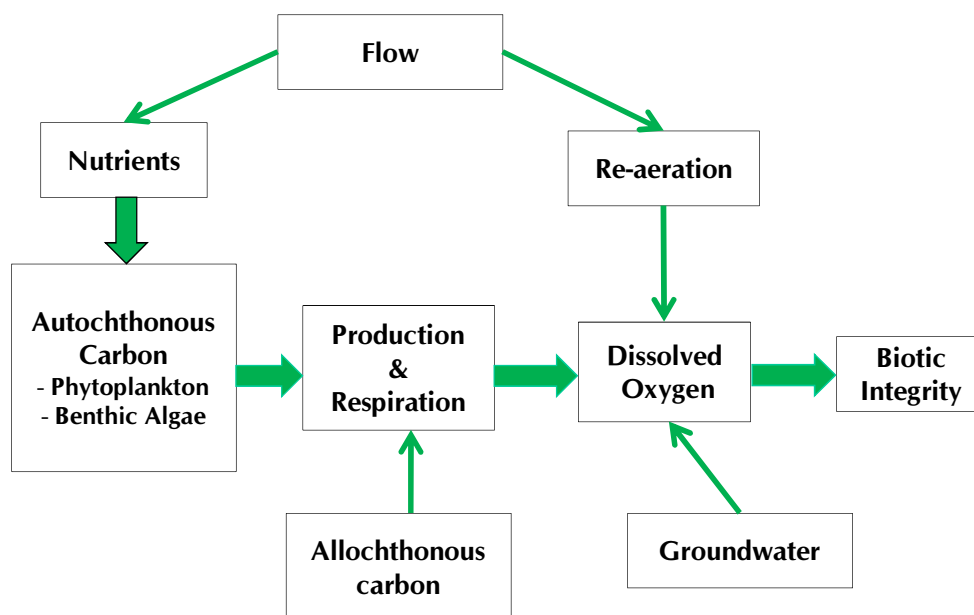 Flow
Nutrients
Re-aeration
Autochthonous
Carbon
- Phytoplankton
- Benthic Algae
Production
&
Respiration
Dissolved
Oxygen
Biotic
Integrity
Allochthonous
carbon
Groundwater